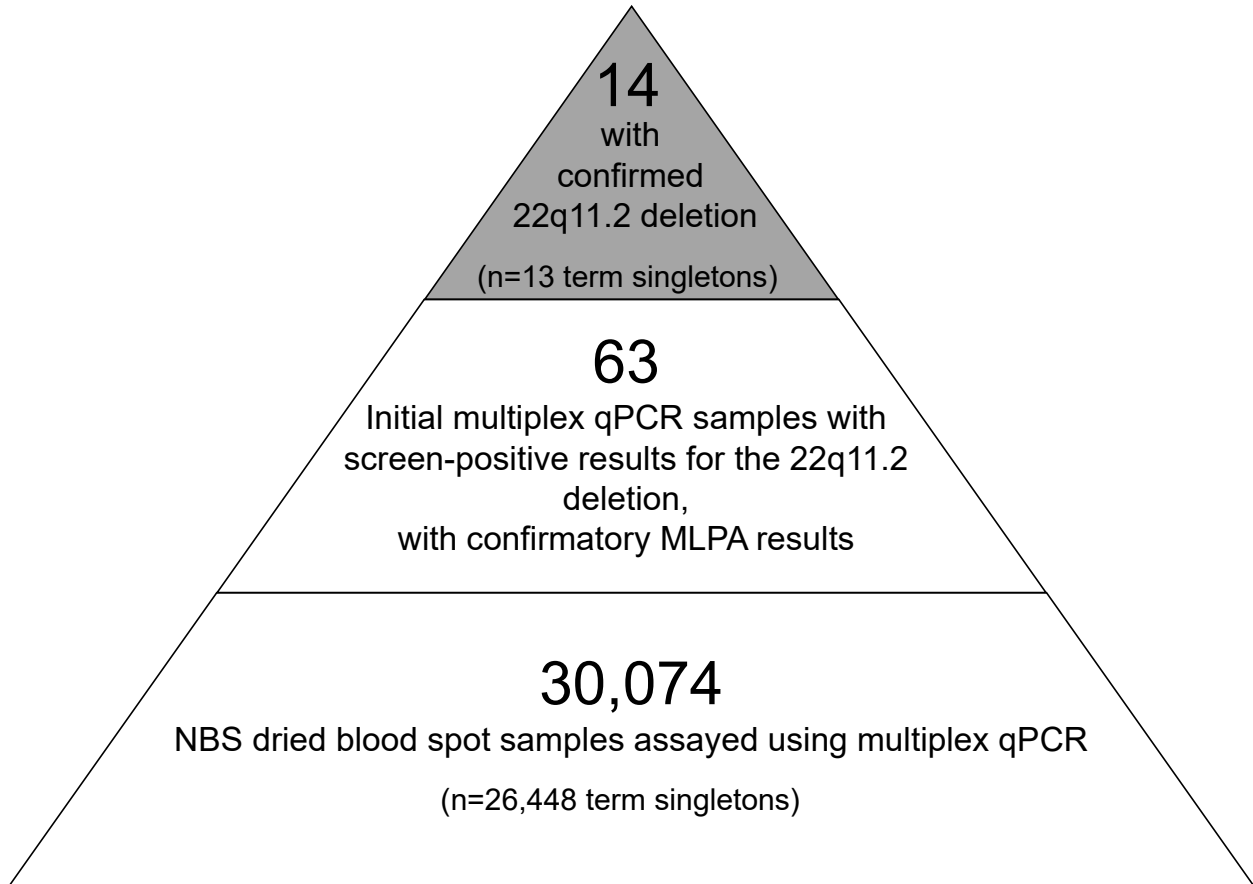 14
with
confirmed
22q11.2 deletion
(n=13 term singletons)
63
Initial multiplex qPCR samples with
screen-positive results for the 22q11.2
deletion,
with confirmatory MLPA results
30,074
NBS dried blood spot samples assayed using multiplex qPCR
(n=26,448 term singletons)